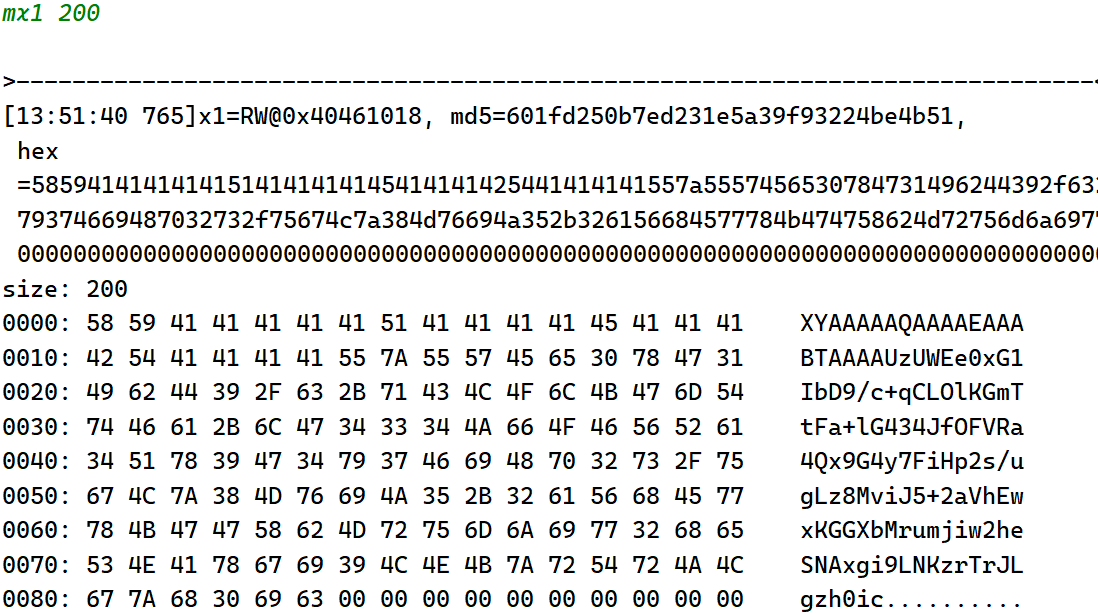 mx1 200
>-----------------------------------------------------------------------------<
[13:51:40 765]x1=RW@0x40461018, md5=601fd250b7ed231e5a39f93224be4b51,
hex
=58594141414141514141414145414141425441414141557a5557456530784731496244392f632
79374669487032732f75674c7a384d76694a352b326156684577784b474758624d72756d6a6977
000000000000000000000000000000000000000000000000000000000000000000000000000000
size: 200
0000: 58 59 41 41 41 41 41 51 41 41 41 41 45 41 41 41    XYAAAAAQAAAAEAAA
0010: 42 54 41 41 41 41 55 7A 55 57 45 65 30 78 47 31    BTAAAAUzUWEe0xG1
0020: 49 62 44 39 2F 63 2B 71 43 4C 4F 6C 4B 47 6D 54    IbD9/c+qCLOlKGmT
0030: 74 46 61 2B 6C 47 34 33 34 4A 66 4F 46 56 52 61    tFa+lG434JfOFVRa
0040: 34 51 78 39 47 34 79 37 46 69 48 70 32 73 2F 75    4Qx9G4y7FiHp2s/u
0050: 67 4C 7A 38 4D 76 69 4A 35 2B 32 61 56 68 45 77    gLz8MviJ5+2aVhEw
0060: 78 4B 47 47 58 62 4D 72 75 6D 6A 69 77 32 68 65    xKGGXbMrumjiw2he
0070: 53 4E 41 78 67 69 39 4C 4E 4B 7A 72 54 72 4A 4C    SNAxgi9LNKzrTrJL
0080: 67 7A 68 30 69 63 00 00 00 00 00 00 00 00 00 00    gzh0ic..........